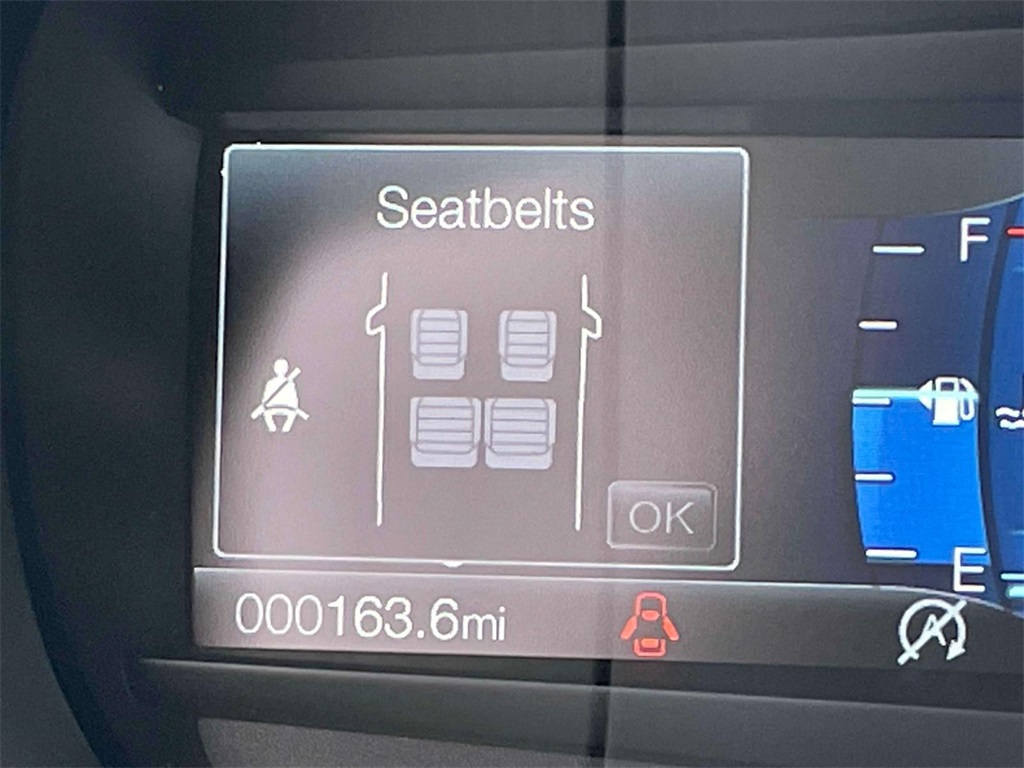 Seatbelts
F
OK
E
000163.6mi
A